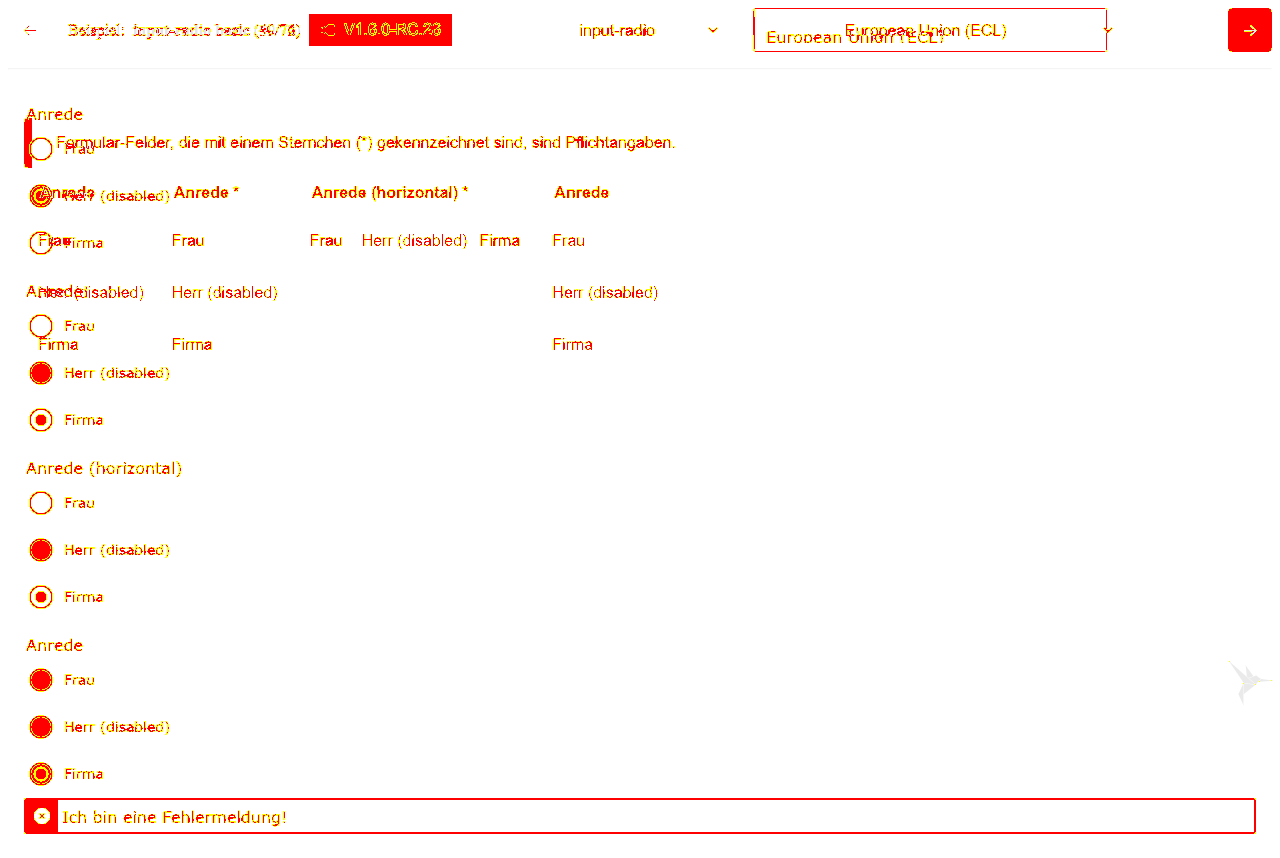 Beispiel: input-radio basic
V1.6.0-RC.23
input-radio
European Union (ECL)
European Union (ECL)
Anrede
Formular-Felder, die mit einem Sternchen (*) gekennzeichnet sind, sind Pflichtangaben.
Frau
Anrede
Anrede *
Anrede (horizontal) *
Anrede
Herr (disabled)
Frau
Frau
Frau
Herr (disabled)
Firma
Frau
Firma
Anrede
Herr (disabled)
Herr (disabled)
Herr (disabled)
Frau
Firma
Firma
Firma
Herr (disabled)
Firma
Anrede (horizontal)
Frau
Herr (disabled)
Firma
Anrede
Frau
Herr (disabled)
Firma
Ich bin eine Fehlermeldung!